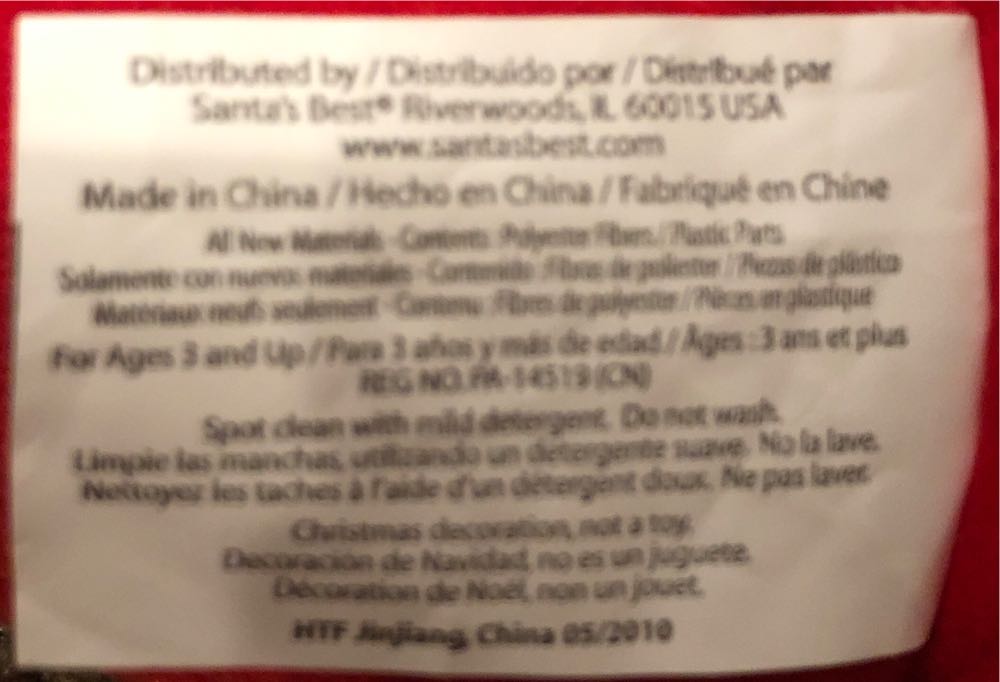 Distributed by / Distribuido por / Distribué par
Santa's Best® Riverwoods, IL 60015 USA
www.santasbest.com
Made in China / Hecho en China / Fabriqué en Chine
All New Materials - Contents: Polyester Fibers / Plastic Parts
Solamente con nuevos materiales - Contenido: Fibras de poliéster / Piezas de plástico
Matériaux neufs seulement - Contenu : Fibres de polyester / Pièces en plastique
For Ages 3 and Up / Para 3 años y más de edad / Âges : 3 ans et plus
REG NO. PA-14519 (CN)
Spot clean with mild detergent. Do not wash.
Limpie las manchas, utilizando un detergente suave. No la lave.
Nettoyez les taches à l'aide d'un détergent doux. Ne pas laver.
Christmas decoration, not a toy.
Decoración de Navidad, no es un juguete.
Décoration de Noël, non un jouet.
HTF Jinjiang, China 05/2010